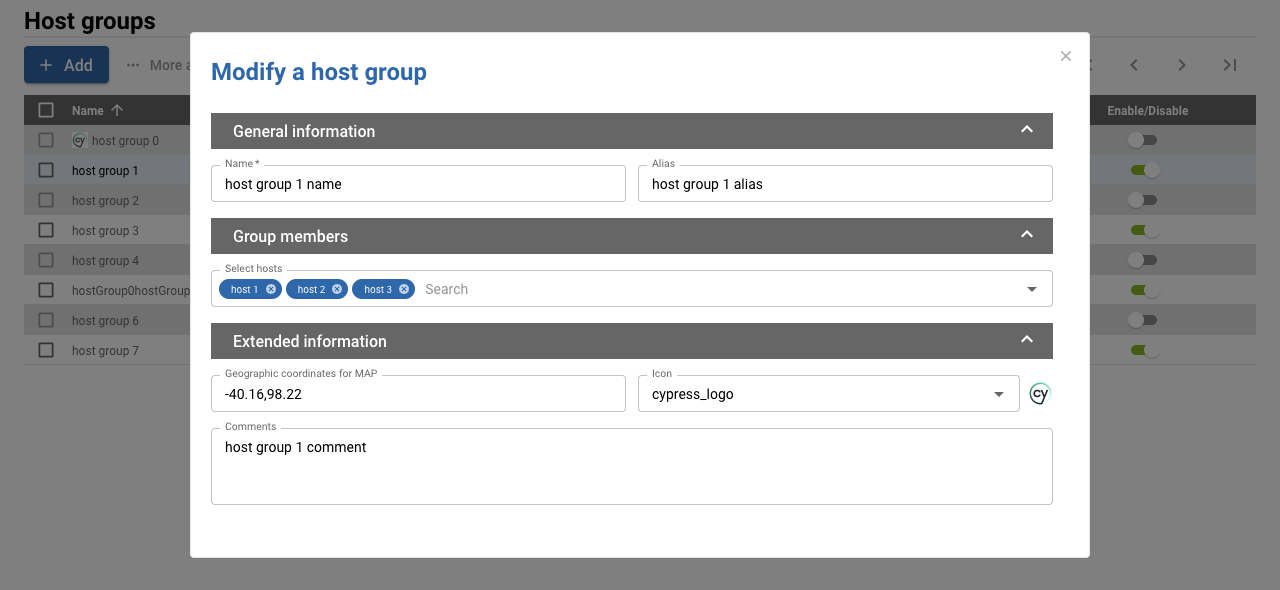 Host groups
Add
More a
Name
Enable/Disable
cy host group 0
host group 1
host group 2
host group 3
host group 4
hostGroup0hostGroup
host group 6
host group 7
Modify a host group
General information
Name *
host group 1 name
Alias
host group 1 alias
Group members
Select hosts
host 1 host 2 host 3 Search
Extended information
Geographic coordinates for MAP
-40.16,98.22
Icon
cypress_logo
cy
Comments
host group 1 comment